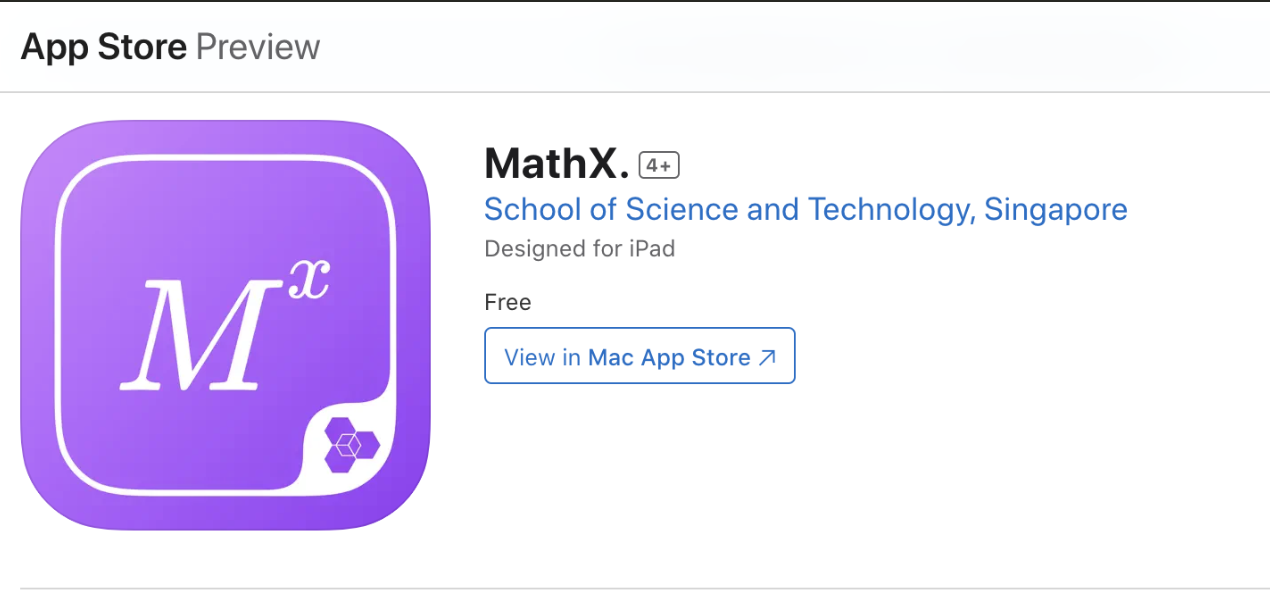 App Store Preview
M^x
MathX. 4+
School of Science and Technology, Singapore
Designed for iPad
Free
View in Mac App Store ↗